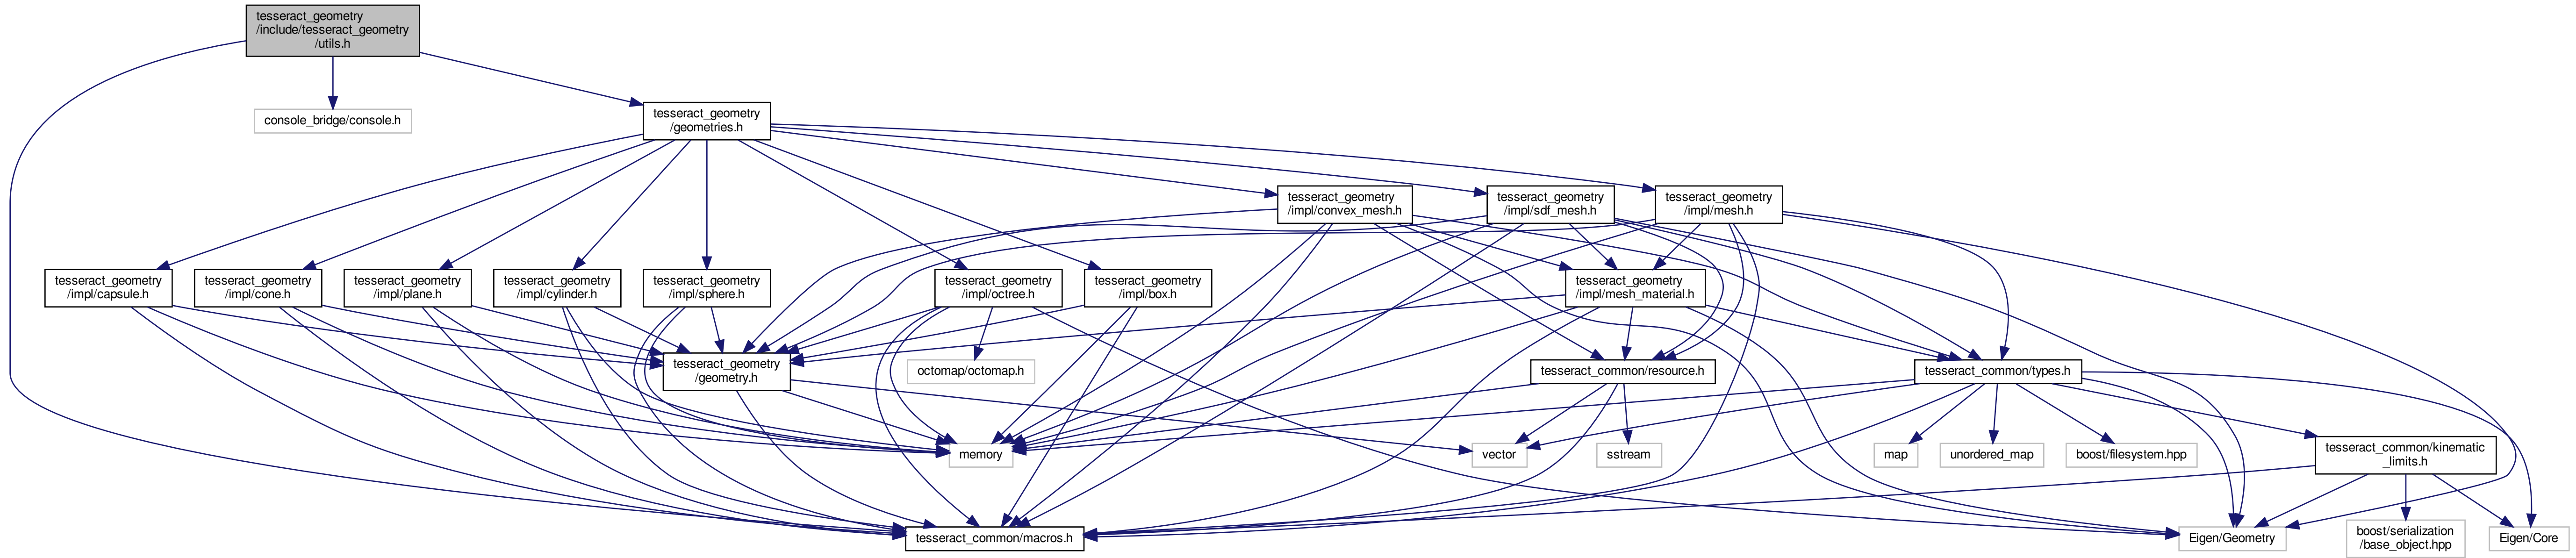 tesseract_geometry
/include/tesseract_geometry
/utils.h
console_bridge/console.h
tesseract_geometry
/geometries.h
tesseract_geometry
/impl/convex_mesh.h
tesseract_geometry
/impl/sdf_mesh.h
tesseract_geometry
/impl/mesh.h
tesseract_geometry
/impl/capsule.h
tesseract_geometry
/impl/cone.h
tesseract_geometry
/impl/plane.h
tesseract_geometry
/impl/cylinder.h
tesseract_geometry
/impl/sphere.h
tesseract_geometry
/impl/octree.h
tesseract_geometry
/impl/box.h
tesseract_geometry
/impl/mesh_material.h
tesseract_geometry
/geometry.h
octomap/octomap.h
tesseract_common/resource.h
tesseract_common/types.h
memory
vector
sstream
map
unordered_map
boost/filesystem.hpp
tesseract_common/kinematic
_limits.h
tesseract_common/macros.h
Eigen/Geometry
boost/serialization
/base_object.hpp
Eigen/Core